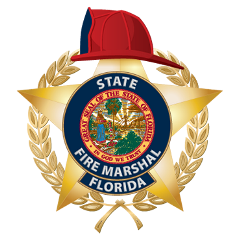 STATE
GREAT SEAL OF THE STATE OF FLORIDA
IN GOD WE TRUST
FIRE MARSHAL
FLORIDA